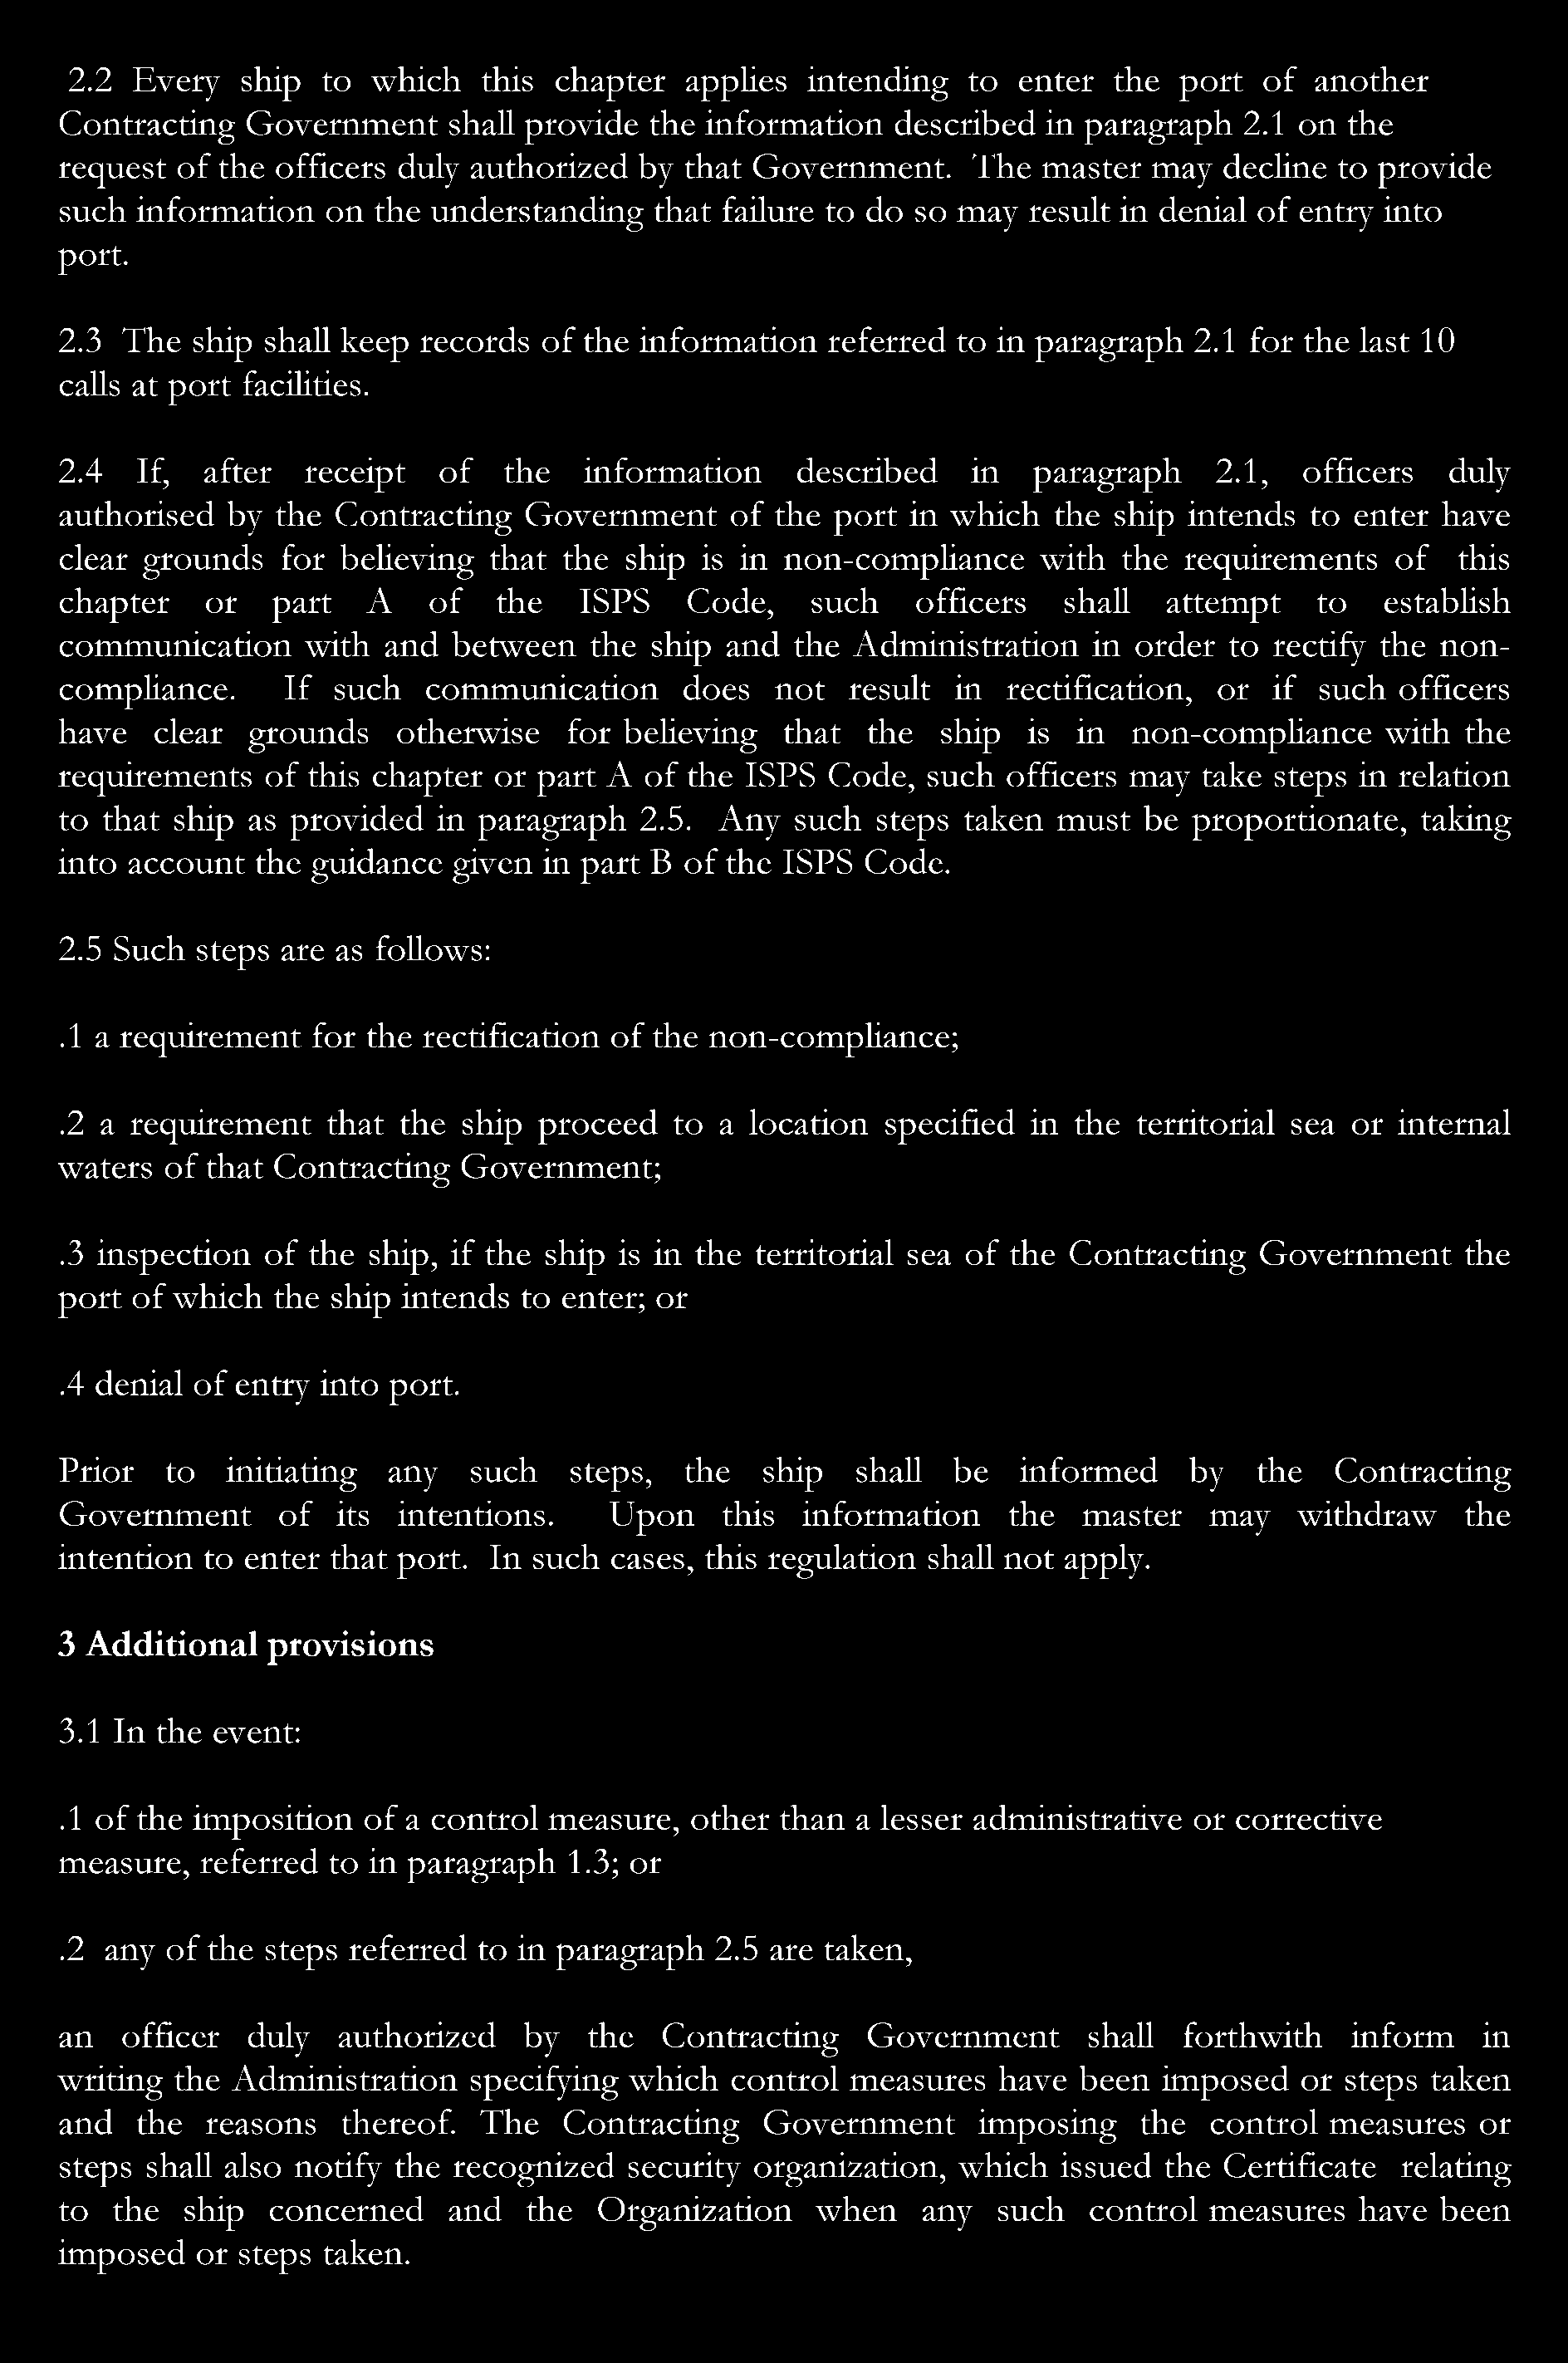 2.2 Every ship to which this chapter applies intending to enter the port of another
Contracting Government shall provide the information described in paragraph 2.1 on the
request of the officers duly authorized by that Government. The master may decline to provide
such information on the understanding that failure to do so may result in denial of entry into
port.
2.3 The ship shall keep records of the information referred to in paragraph 2.1 for the last 10
calls at port facilities.
2.4 If, after receipt of the information described in paragraph 2.1, officers duly
authorised by the Contracting Government of the port in which the ship intends to enter have
clear grounds for believing that the ship is in non-compliance with the requirements of this
chapter or part A of the ISPS Code, such officers shall attempt to establish
communication with and between the ship and the Administration in order to rectify the non-
compliance. If such communication does not result in rectification, or if such officers
have clear grounds otherwise for believing that the ship is in non-compliance with the
requirements of this chapter or part A of the ISPS Code, such officers may take steps in relation
to that ship as provided in paragraph 2.5. Any such steps taken must be proportionate, taking
into account the guidance given in part B of the ISPS Code.
2.5 Such steps are as follows:
.1 a requirement for the rectification of the non-compliance;
.2 a requirement that the ship proceed to a location specified in the territorial sea or internal
waters of that Contracting Government;
.3 inspection of the ship, if the ship is in the territorial sea of the Contracting Government the
port of which the ship intends to enter; or
.4 denial of entry into port.
Prior to initiating any such steps, the ship shall be informed by the Contracting
Government of its intentions. Upon this information the master may withdraw the
intention to enter that port. In such cases, this regulation shall not apply.
3 Additional provisions
3.1 In the event:
.1 of the imposition of a control measure, other than a lesser administrative or corrective
measure, referred to in paragraph 1.3; or
.2 any of the steps referred to in paragraph 2.5 are taken,
an officer duly authorized by the Contracting Government shall forthwith inform in
writing the Administration specifying which control measures have been imposed or steps taken
and the reasons thereof. The Contracting Government imposing the control measures or
steps shall also notify the recognized security organization, which issued the Certificate relating
to the ship concerned and the Organization when any such control measures have been
imposed or steps taken.